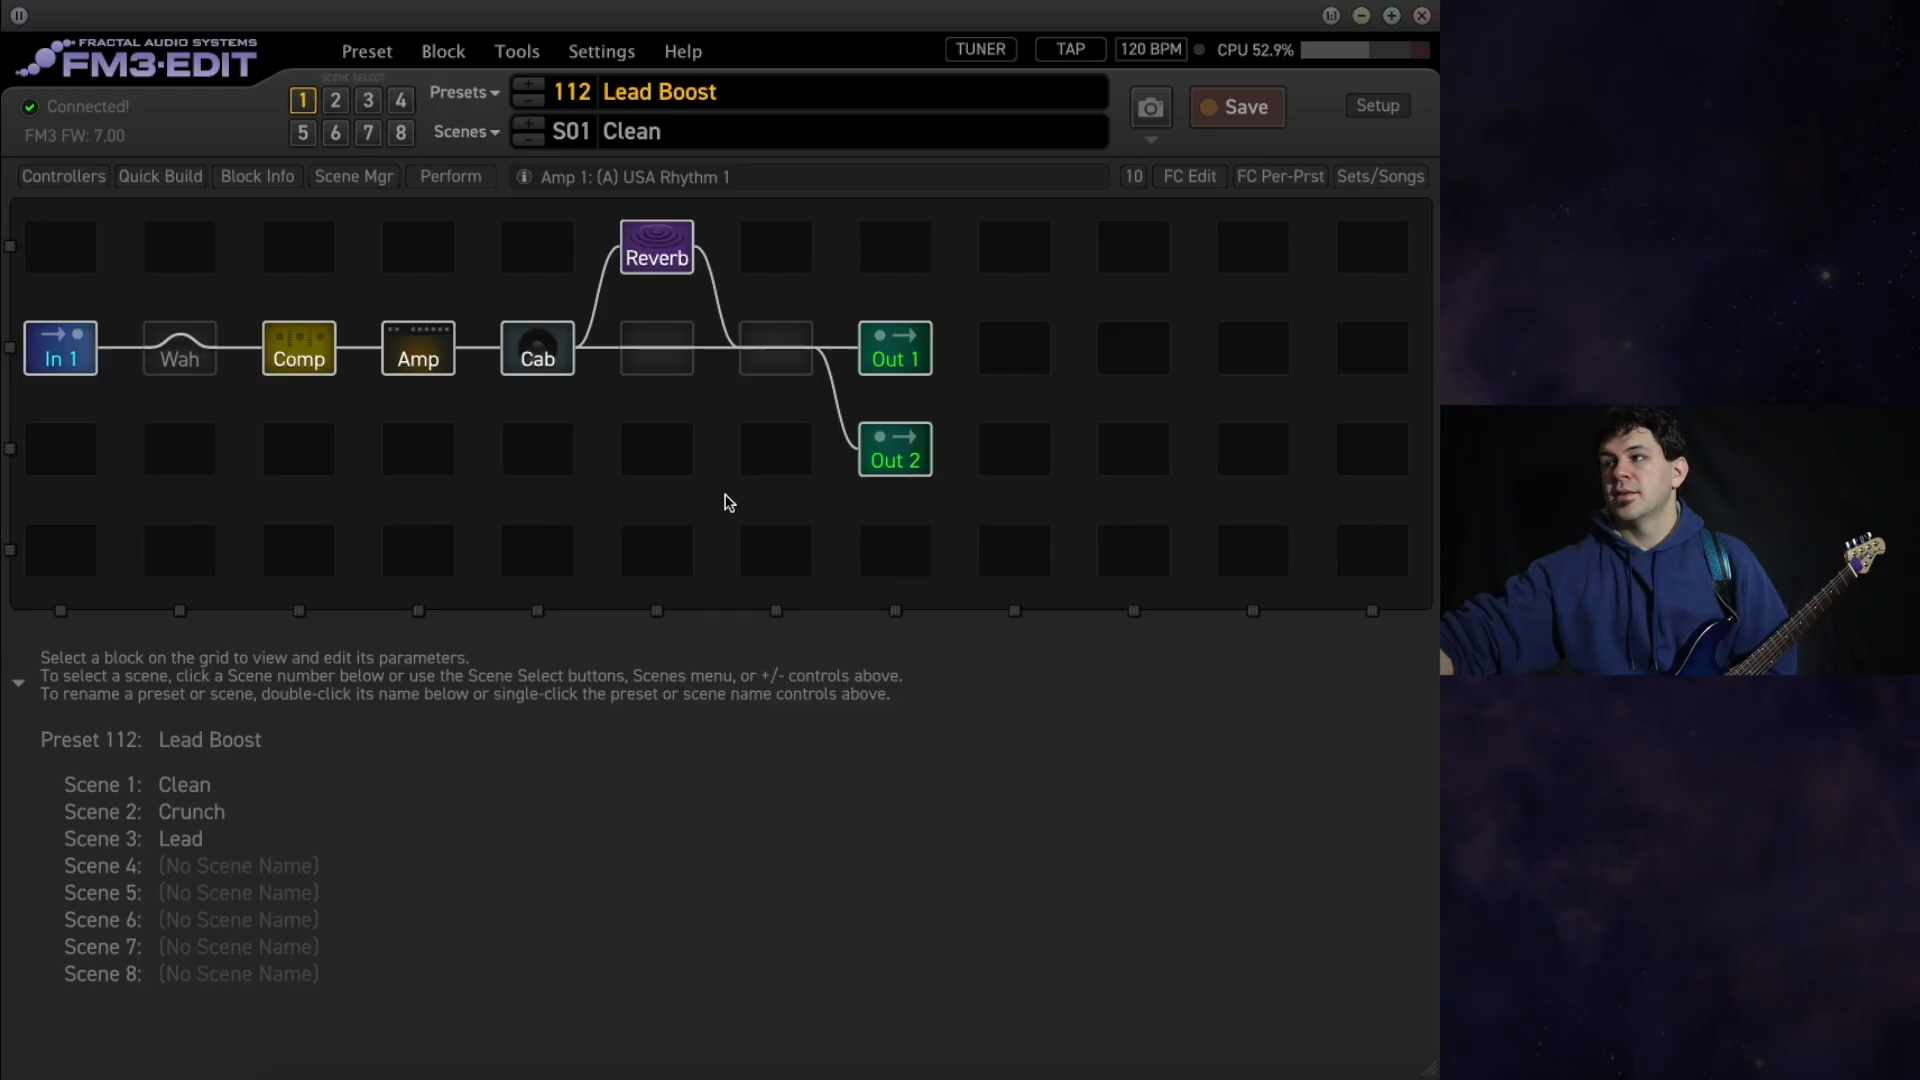 FRACTAL AUDIO SYSTEMS
FM3-EDIT
Preset Block Tools Settings Help
TUNER TAP 120 BPM CPU 52.9%
Connected!
FM3 FW: 7.00
SCENE SELECT
1 2 3 4
5 6 7 8
Presets 112 Lead Boost
Scenes S01 Clean
Save
Setup
Controllers Quick Build Block Info Scene Mgr Perform
Amp 1: (A) USA Rhythm 1
10 FC Edit FC Per-Prst Sets/Songs
Reverb
In 1 Wah Comp Amp Cab Out 1
Out 2
Select a block on the grid to view and edit its parameters.
To select a scene, click a Scene number below or use the Scene Select buttons, Scenes menu, or +/- controls above.
To rename a preset or scene, double-click its name below or single-click the preset or scene name controls above.
Preset 112: Lead Boost
Scene 1: Clean
Scene 2: Crunch
Scene 3: Lead
Scene 4: (No Scene Name)
Scene 5: (No Scene Name)
Scene 6: (No Scene Name)
Scene 7: (No Scene Name)
Scene 8: (No Scene Name)